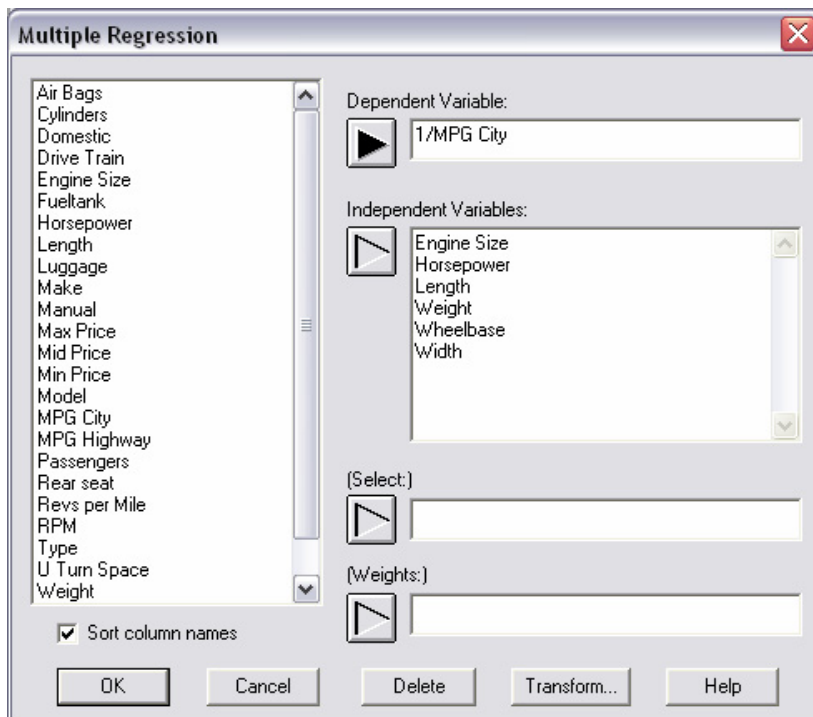 Multiple Regression
Air Bags
Cylinders
Domestic
Drive Train
Engine Size
Fueltank
Horsepower
Length
Luggage
Make
Manual
Max Price
Mid Price
Min Price
Model
MPG City
MPG Highway
Passengers
Rear seat
Revs per Mile
RPM
Type
U Turn Space
Weight
Sort column names
Dependent Variable:
1/MPG City
Independent Variables:
Engine Size
Horsepower
Length
Weight
Wheelbase
Width
(Select:)
(Weights:)
OK
Cancel
Delete
Transform...
Help